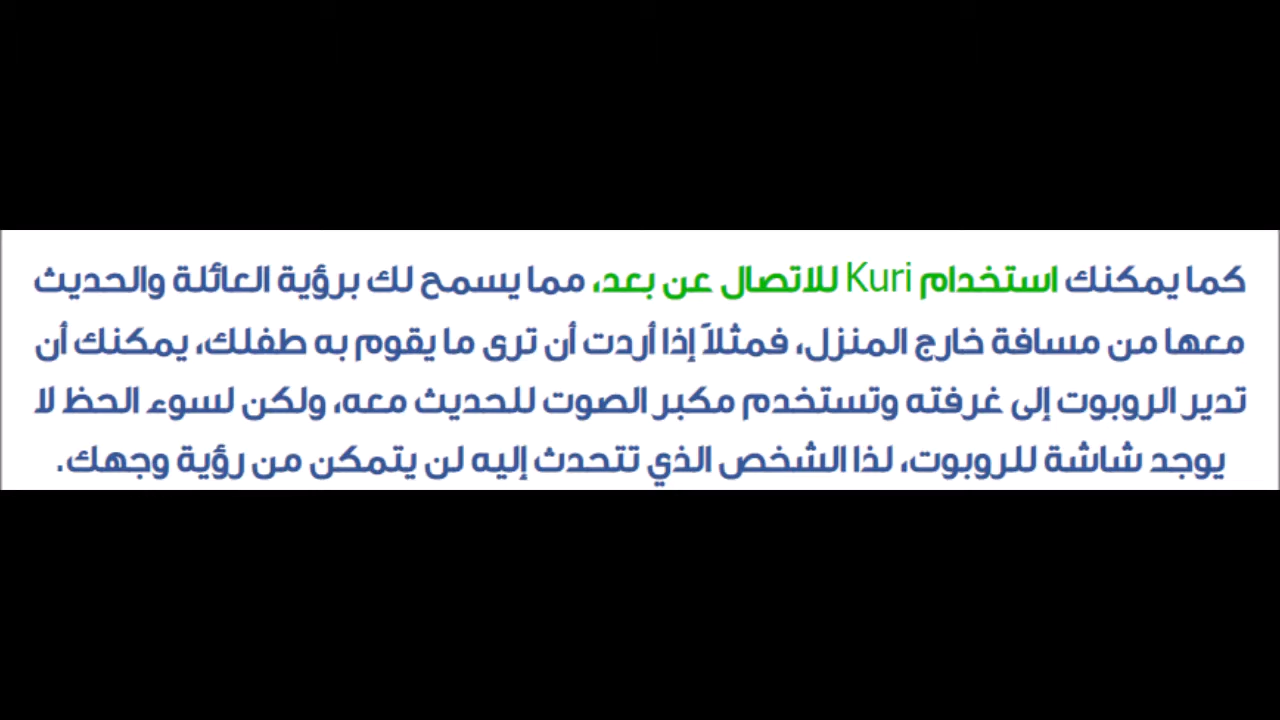 كما يمكنك استخدام Kuri للاتصال عن بعد، مما يسمح لك برؤية العائلة والحديث
معها من مسافة خارج المنزل، فمثلاً إذا أردت أن ترى ما يقوم به طفلك، يمكنك أن
تدير الروبوت إلى غرفته وتستخدم مكبر الصوت للحديث معه، ولكن لسوء الحظ لا
يوجد شاشة للروبوت، لذا الشخص الذي تتحدث إليه لن يتمكن من رؤية وجهك.